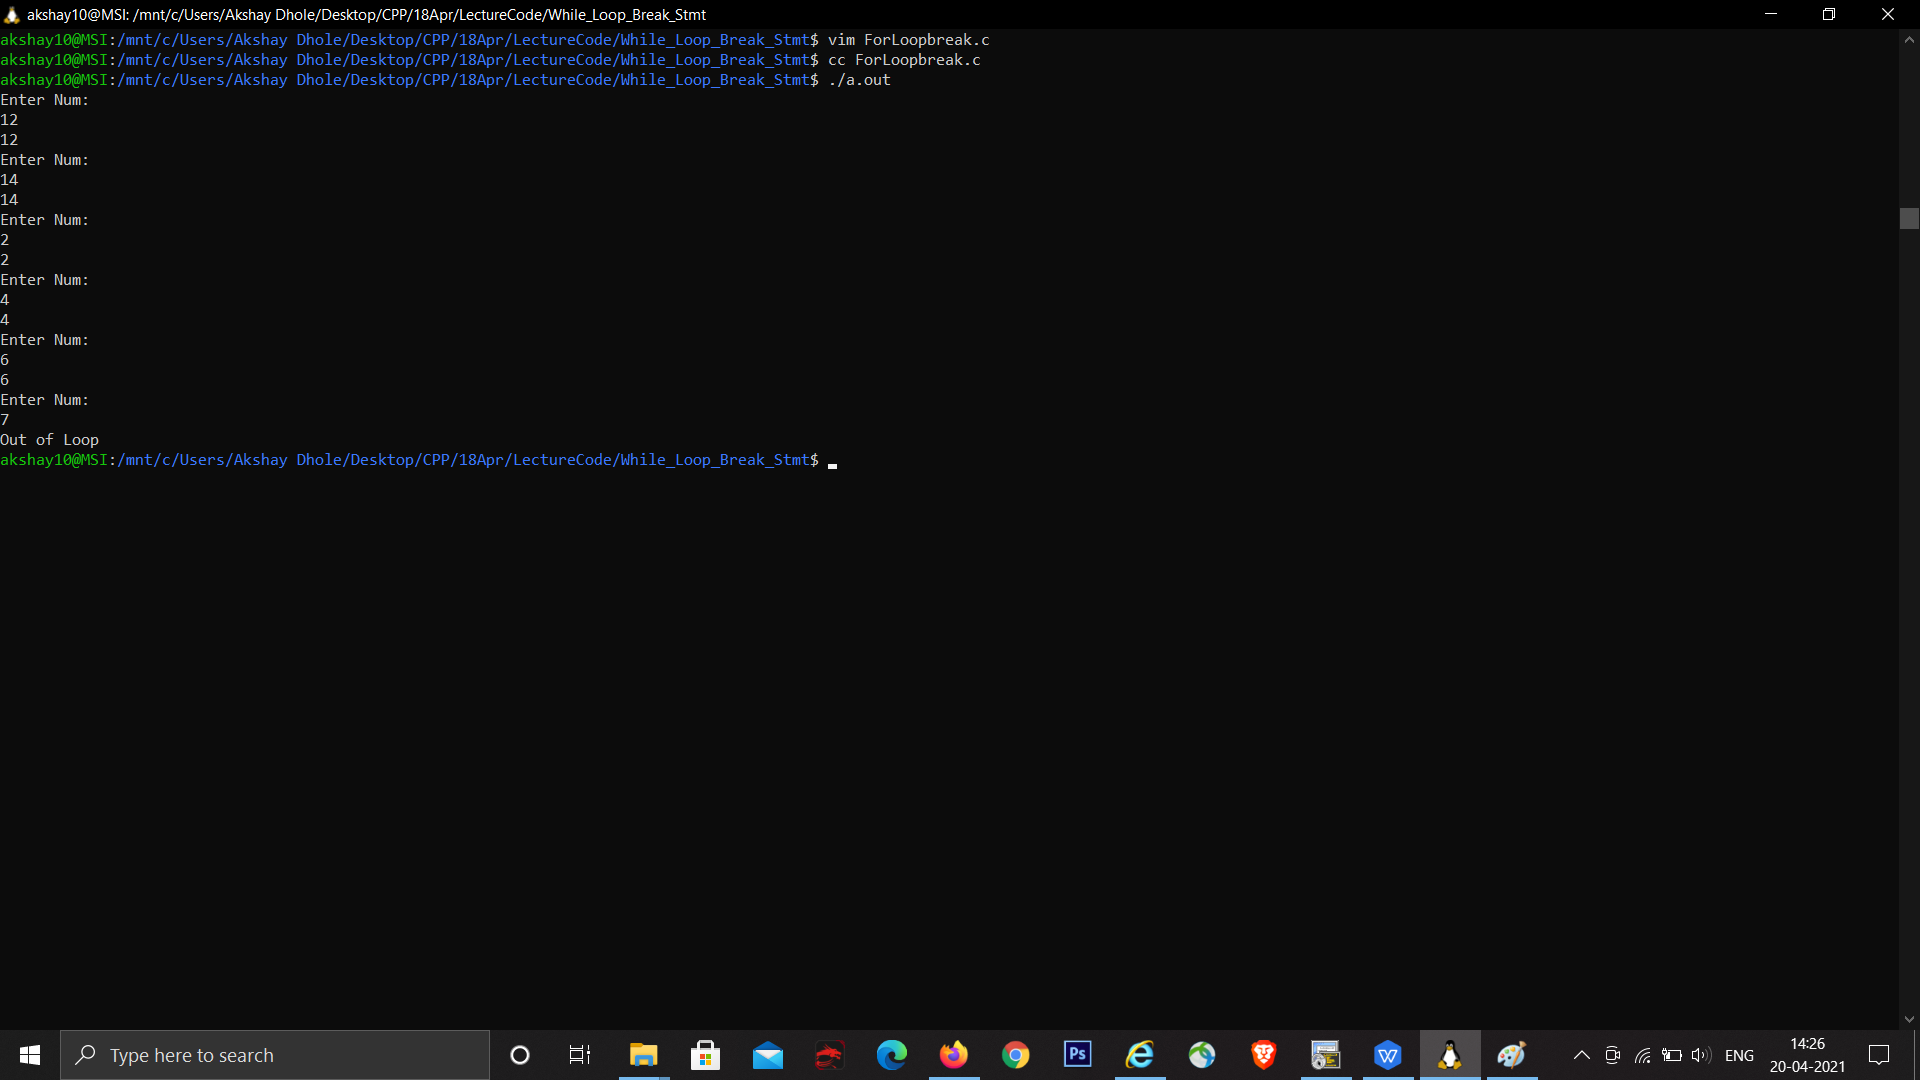 akshay10@MSI: /mnt/c/Users/Akshay Dhole/Desktop/CPP/18Apr/LectureCode/While_Loop_Break_Stmt
akshay10@MSI:/mnt/c/Users/Akshay Dhole/Desktop/CPP/18Apr/LectureCode/While_Loop_Break_Stmt$ vim ForLoopbreak.c
akshay10@MSI:/mnt/c/Users/Akshay Dhole/Desktop/CPP/18Apr/LectureCode/While_Loop_Break_Stmt$ cc ForLoopbreak.c
akshay10@MSI:/mnt/c/Users/Akshay Dhole/Desktop/CPP/18Apr/LectureCode/While_Loop_Break_Stmt$ ./a.out
Enter Num:
12
12
Enter Num:
14
14
Enter Num:
2
2
Enter Num:
4
4
Enter Num:
6
6
Enter Num:
7
Out of Loop
akshay10@MSI:/mnt/c/Users/Akshay Dhole/Desktop/CPP/18Apr/LectureCode/While_Loop_Break_Stmt$
Type here to search
Ps
W
ENG
14:26
20-04-2021